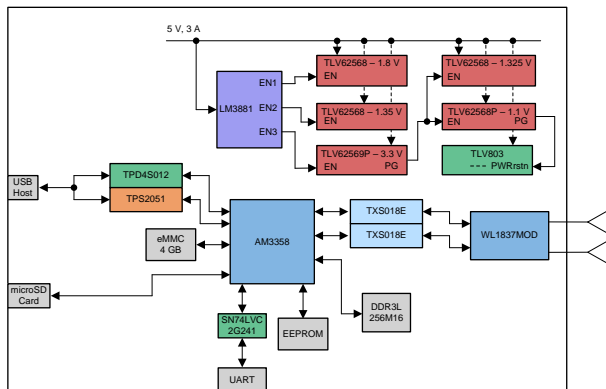 5 V, 3 A
TLV62568 – 1.8 V
EN
TLV62568 – 1.325 V
EN
EN1
LM3881
EN2
EN3
TLV62568 – 1.35 V
EN
TLV62568P – 1.1 V
EN
PG
TLV62569P – 3.3 V
EN
PG
TLV803
PWRrstn
USB
Host
TPD4S012
TPS2051
eMMC
4 GB
AM3358
TXS018E
TXS018E
WL1837MOD
microSD
Card
SN74LVC
2G241
EEPROM
DDR3L
256M16
UART